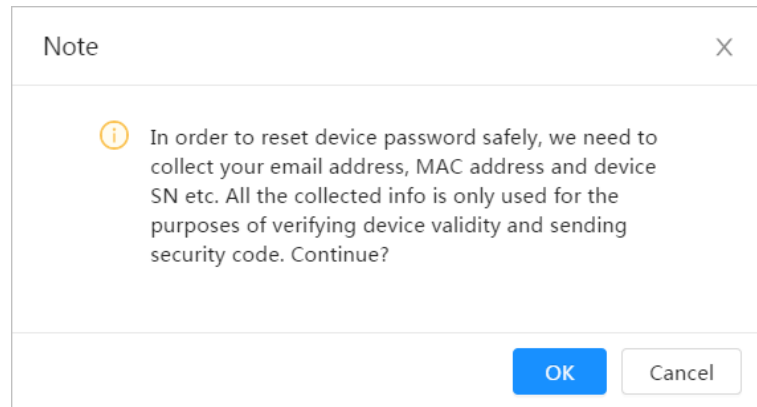 Note
In order to reset device password safely, we need to
collect your email address, MAC address and device
SN etc. All the collected info is only used for the
purposes of verifying device validity and sending
security code. Continue?
OK
Cancel